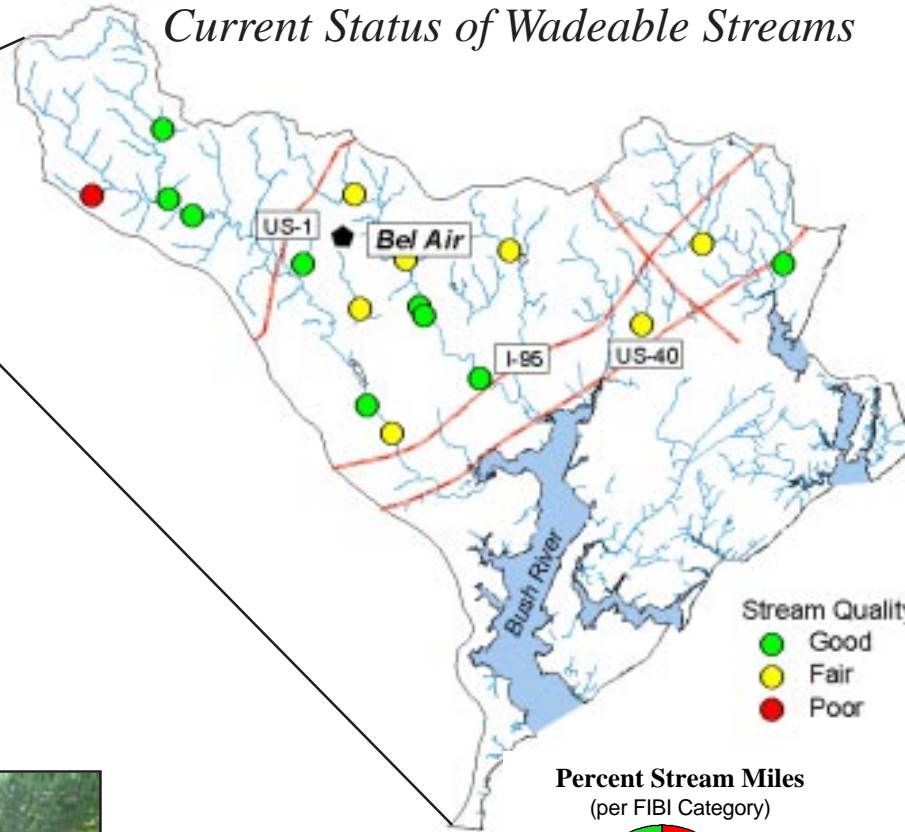 Current Status of Wadeable Streams
US-1
Bel Air
I-95
US-40
Bush River
Stream Quality
Good
Fair
Poor
Percent Stream Miles
(per FIBI Category)